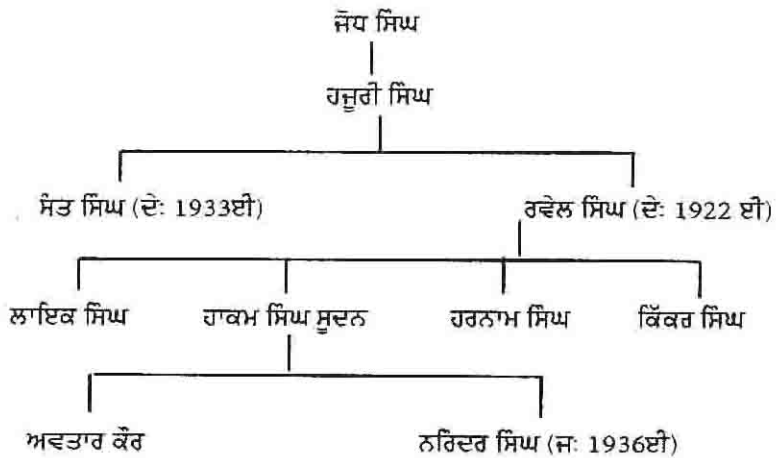 ਜੋਧ ਸਿੰਘ
ਹਜੂਰੀ ਸਿੰਘ
ਸੰਤ ਸਿੰਘ (ਦੇ: 1933ਈ) ਰਵੇਲ ਸਿੰਘ (ਦੇ: 1922 ਈ)
ਲਾਇਕ ਸਿੰਘ ਹਾਕਮ ਸਿੰਘ ਸੂਦਨ ਹਰਨਾਮ ਸਿੰਘ ਕਿੱਕਰ ਸਿੰਘ
ਅਵਤਾਰ ਕੌਰ ਨਰਿੰਦਰ ਸਿੰਘ (ਜ: 1936ਈ)